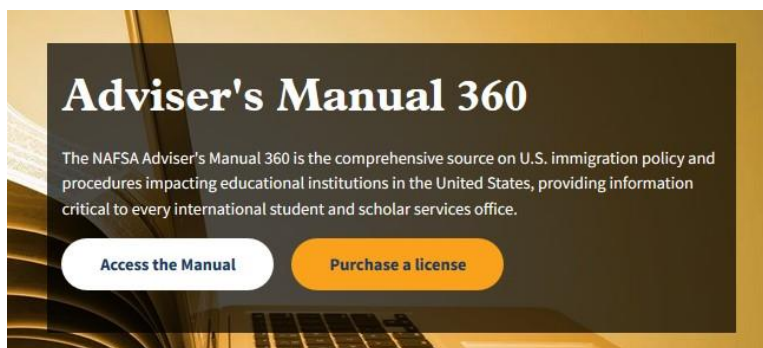 Adviser's Manual 360
The NAFSA Adviser's Manual 360 is the comprehensive source on U.S. immigration policy and
procedures impacting educational institutions in the United States, providing information
critical to every international student and scholar services office.
Access the Manual
Purchase a license